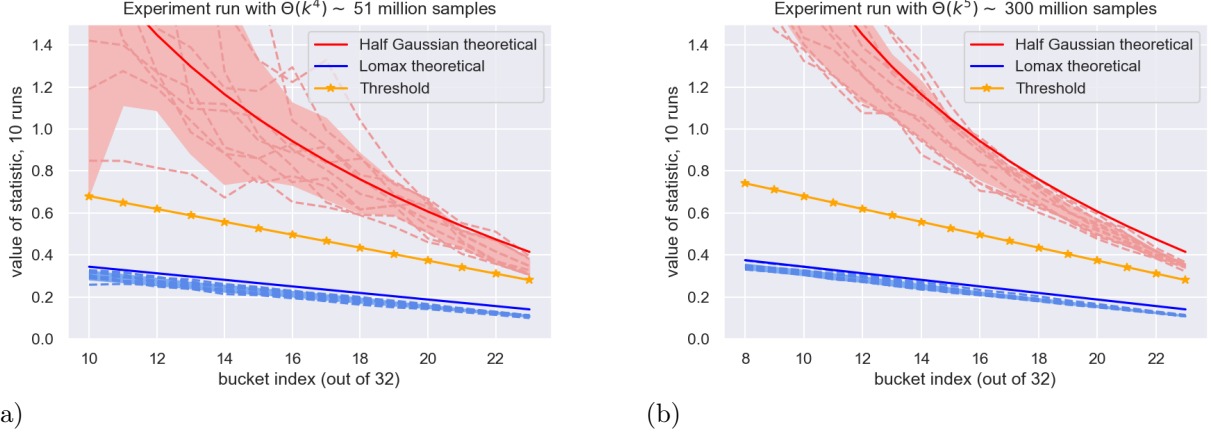 Experiment run with Θ(k⁴) ~ 51 million samples
value of statistic, 10 runs
1.4
1.2
1.0
0.8
0.6
0.4
0.2
0.0
Half Gaussian theoretical
Lomax theoretical
Threshold
10 12 14 16 18 20 22
bucket index (out of 32)
a)
Experiment run with Θ(k⁵) ~ 300 million samples
value of statistic, 10 runs
1.4
1.2
1.0
0.8
0.6
0.4
0.2
0.0
Half Gaussian theoretical
Lomax theoretical
Threshold
8 10 12 14 16 18 20 22
bucket index (out of 32)
(b)